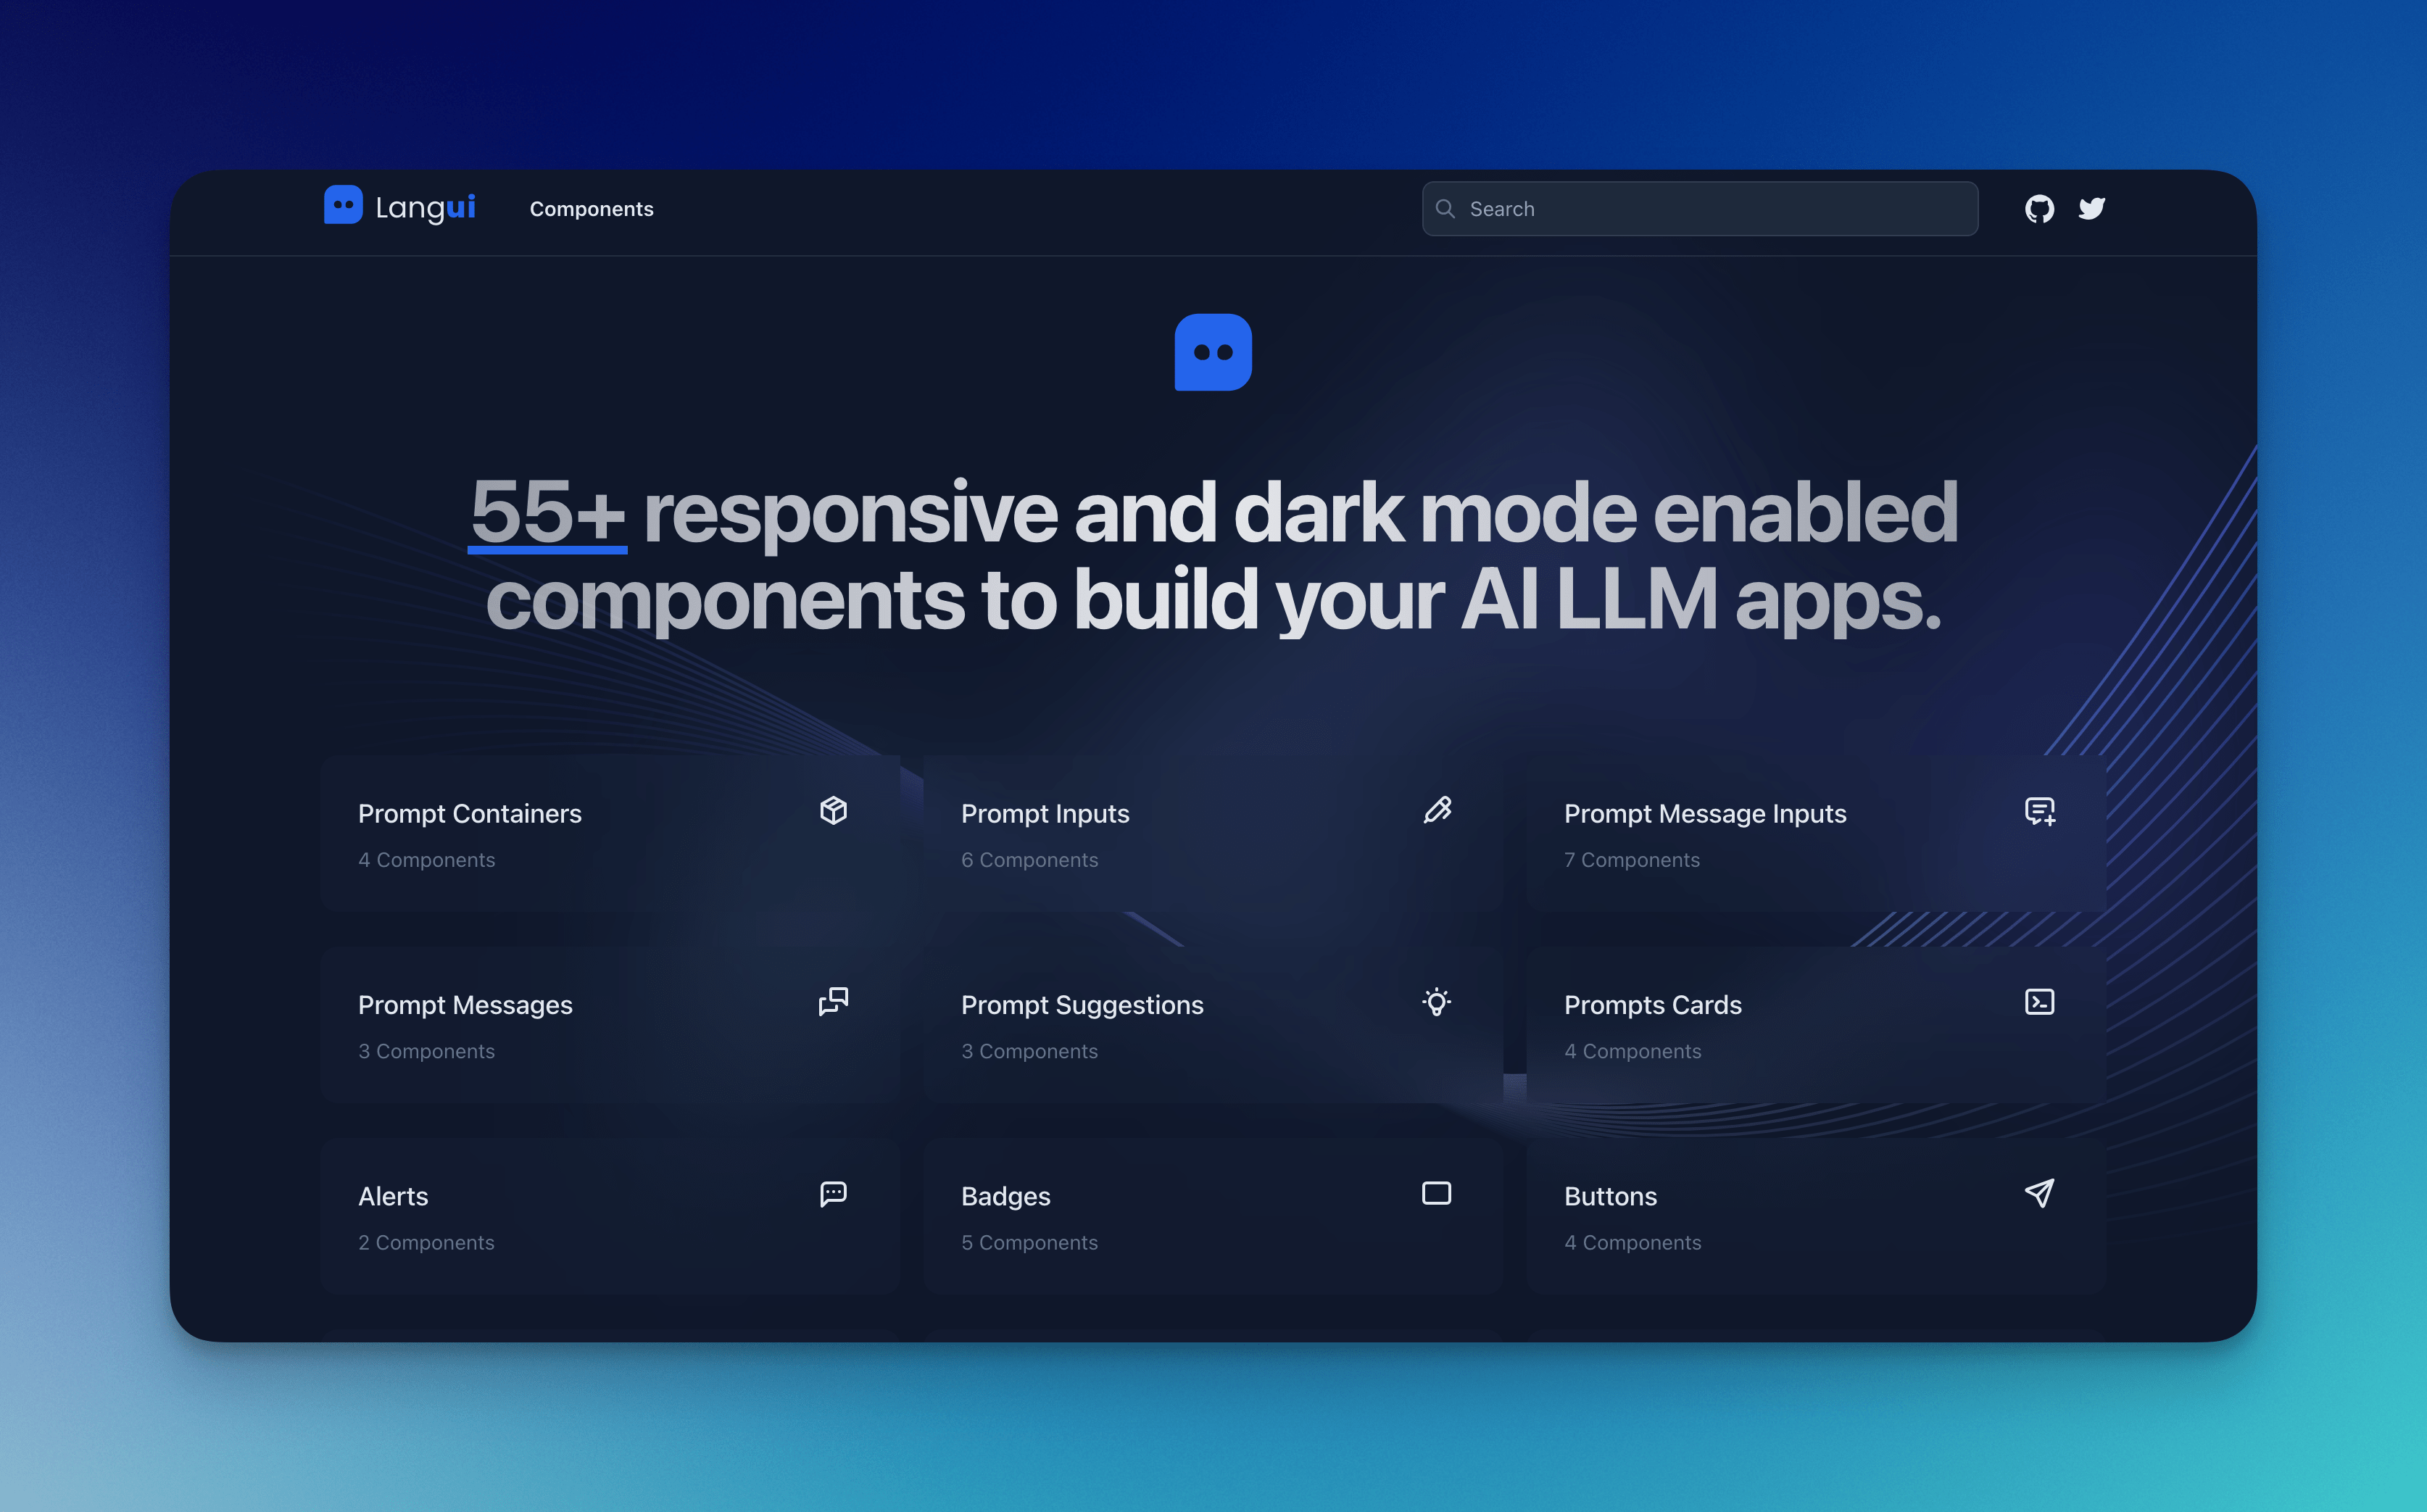 Langui Components Search
55+ responsive and dark mode enabled
components to build your AI LLM apps.
Prompt Containers
4 Components
Prompt Inputs
6 Components
Prompt Message Inputs
7 Components
Prompt Messages
3 Components
Prompt Suggestions
3 Components
Prompts Cards
4 Components
Alerts
2 Components
Badges
5 Components
Buttons
4 Components